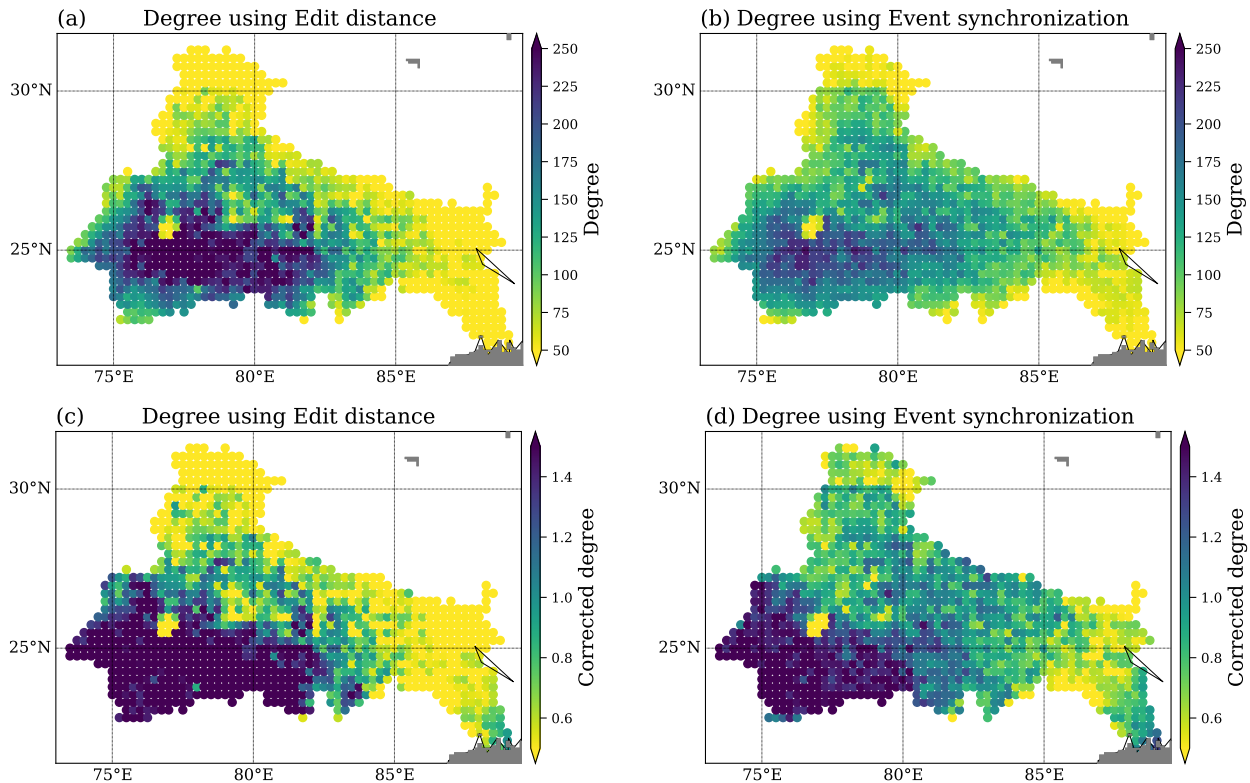 (a) Degree using Edit distance
30°N
25°N
75°E 80°E 85°E
250
225
200
175
150
125
100
75
50
Degree
(b) Degree using Event synchronization
30°N
25°N
75°E 80°E 85°E
250
225
200
175
150
125
100
75
50
Degree
(c) Degree using Edit distance
30°N
25°N
75°E 80°E 85°E
1.4
1.2
1.0
0.8
0.6
Corrected degree
(d) Degree using Event synchronization
30°N
25°N
75°E 80°E 85°E
1.4
1.2
1.0
0.8
0.6
Corrected degree